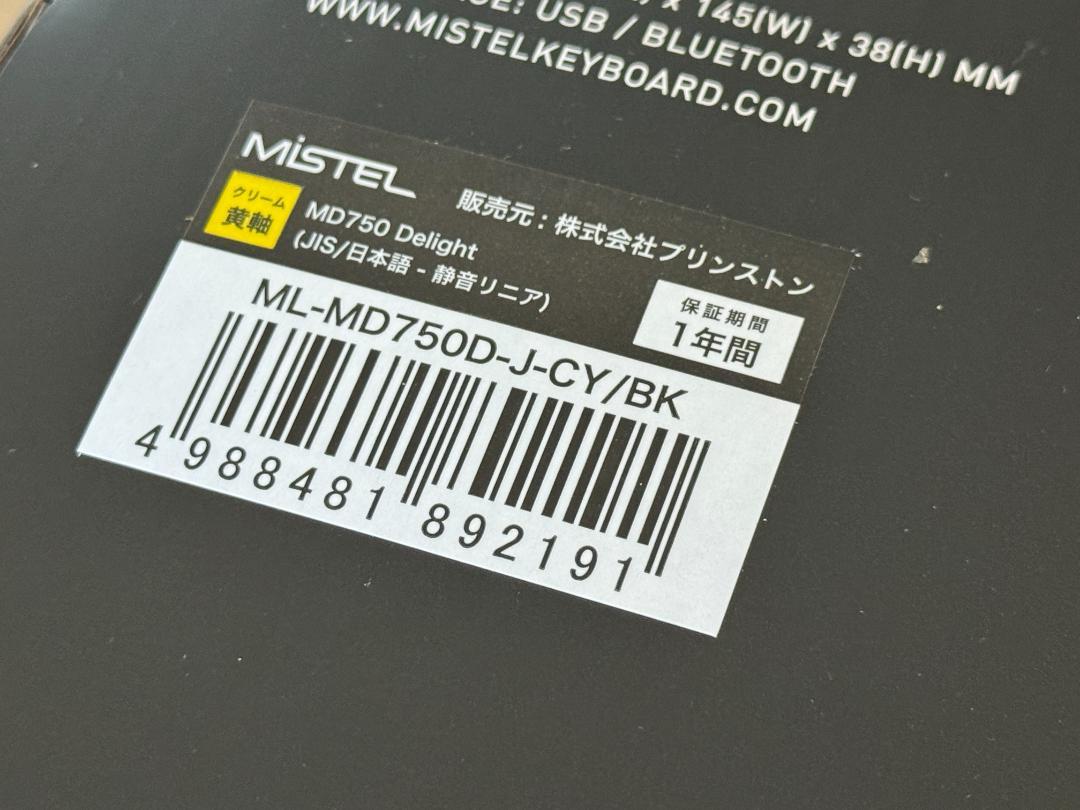 x 145(W) x 38(H) MM
USB / BLUETOOTH
WWW.MISTELKEYBOARD.COM
MiSTEL
販売元：株式会社プリンストン
クリーム
黄軸
MD750 Delight
(JIS/日本語 - 静音リニア)
保証期間
1年間
ML-MD750D-J-CY/BK
4 988481 892191